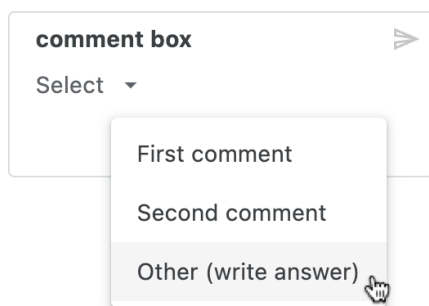 comment box
Select
First comment
Second comment
Other (write answer)